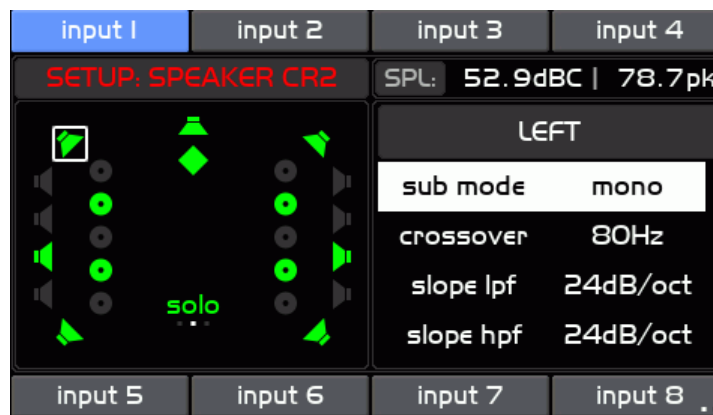 input 1 input 2 input 3 input 4
SETUP: SPEAKER CR2 SPL: 52.9dBC | 78.7pk
LEFT
sub mode mono
crossover 80Hz
slope lpf 24dB/oct
solo
slope hpf 24dB/oct
input 5 input 6 input 7 input 8